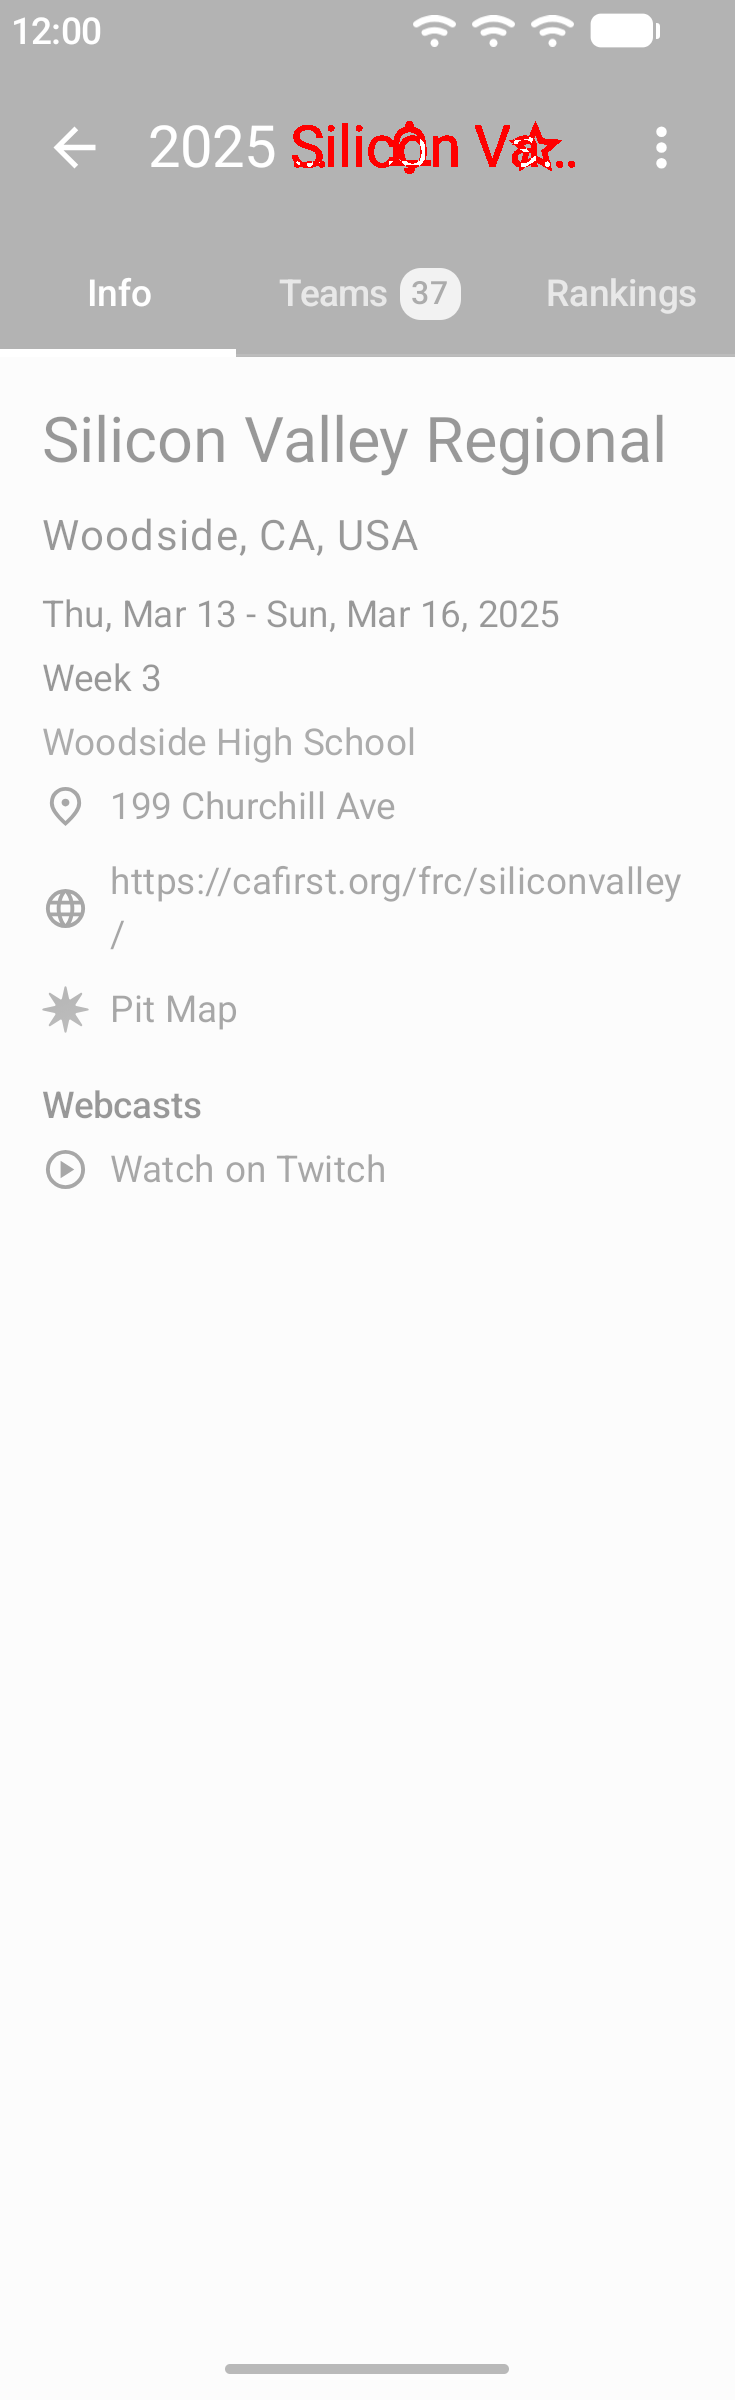 12:00
2025 Silicon Va...
Info
Teams 37
Rankings
Silicon Valley Regional
Woodside, CA, USA
Thu, Mar 13 - Sun, Mar 16, 2025
Week 3
Woodside High School
199 Churchill Ave
https://cafirst.org/frc/siliconvalley
/
Pit Map
Webcasts
Watch on Twitch